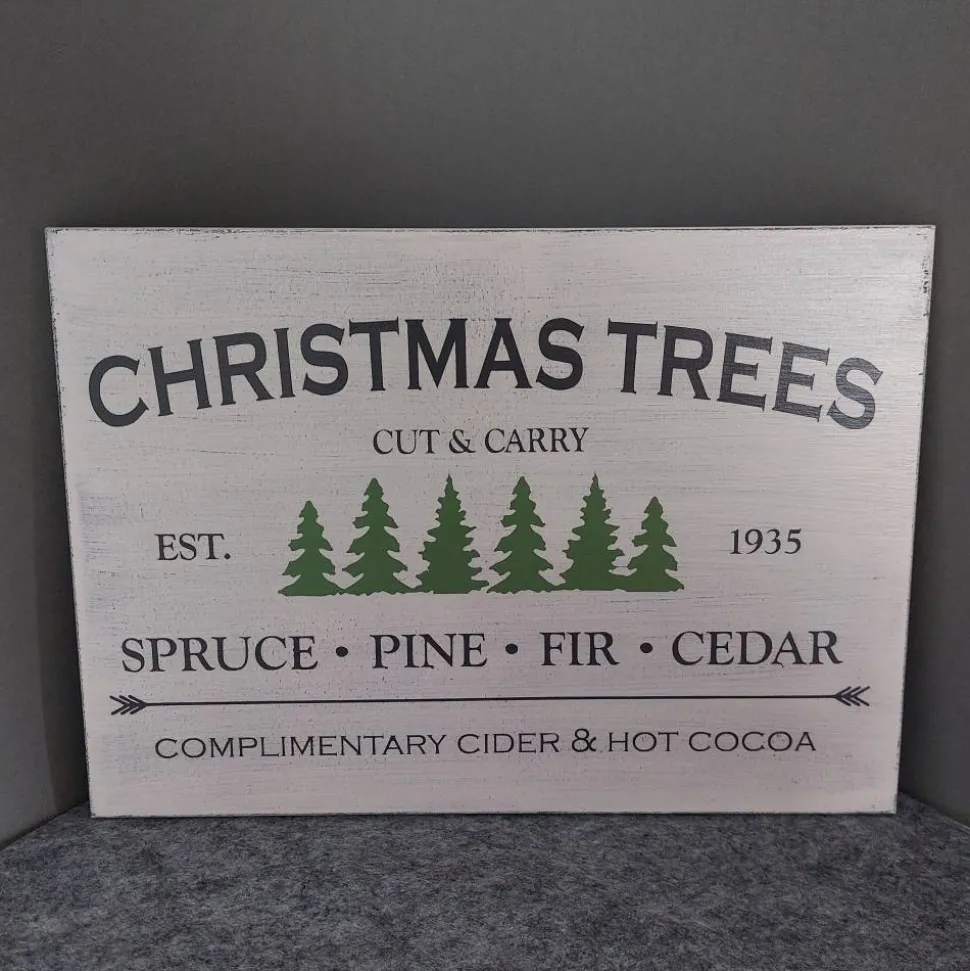 CHRISTMAS TREES
CUT & CARRY
EST. 1935
SPRUCE • PINE • FIR • CEDAR
COMPLIMENTARY CIDER & HOT COCOA